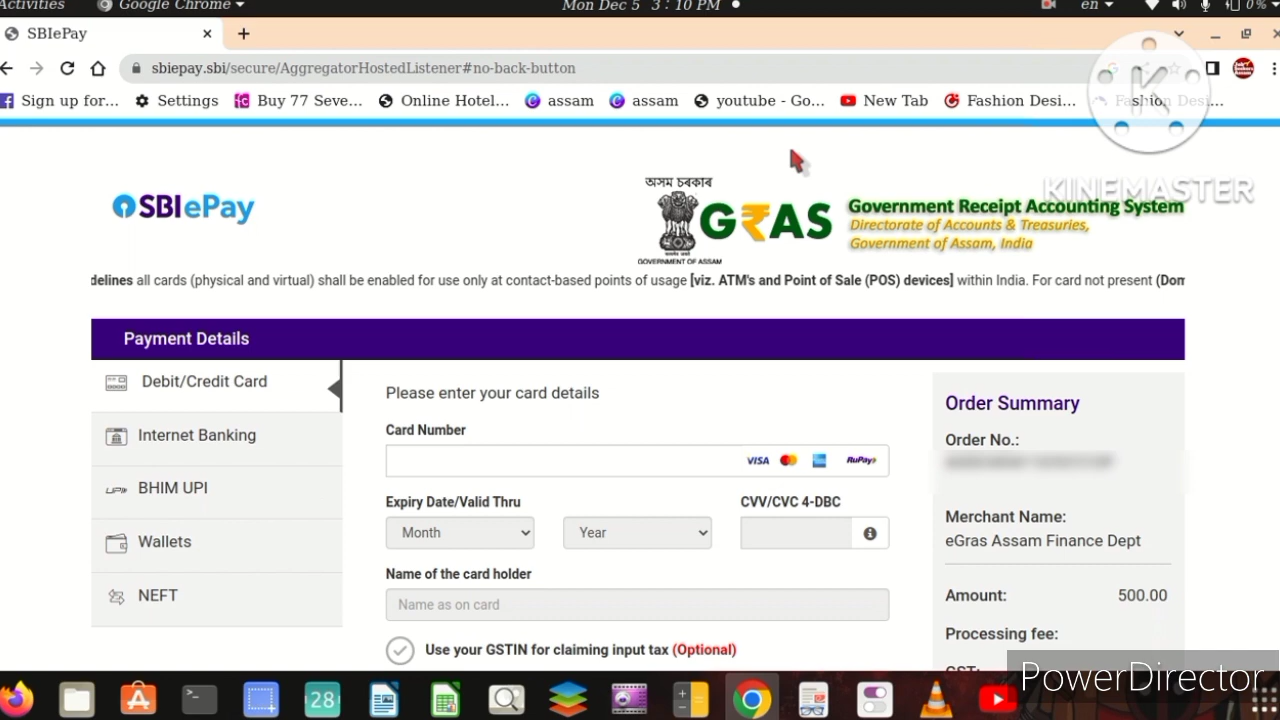 Activities
Google Chrome
Mon Dec 5 3:10 PM
en
0%
SBIePay
sbiepay.sbi/secure/AggregatorHostedListener#no-back-button
Sign up for...
Settings
Buy 77 Seve...
Online Hotel...
assam
assam
youtube - Go...
New Tab
Fashion Desi...
Fashion Desi...
K
KINEMASTER
SBIePay
অসম চৰকাৰ
GOVERNMENT OF ASSAM
G₹AS
Government Receipt Accounting System
Directorate of Accounts & Treasuries,
Government of Assam, India
delines all cards (physical and virtual) shall be enabled for use only at contact-based points of usage [viz. ATM's and Point of Sale (POS) devices] within India. For card not present (Dom
Payment Details
Debit/Credit Card
Internet Banking
BHIM UPI
Wallets
NEFT
Please enter your card details
Card Number
VISA
RuPay
Expiry Date/Valid Thru
CVV/CVC 4-DBC
Month
Year
Name of the card holder
Name as on card
Use your GSTIN for claiming input tax (Optional)
Order Summary
Order No.:
Merchant Name:
eGras Assam Finance Dept
Amount: 500.00
Processing fee:
GST:
28
PowerDirector